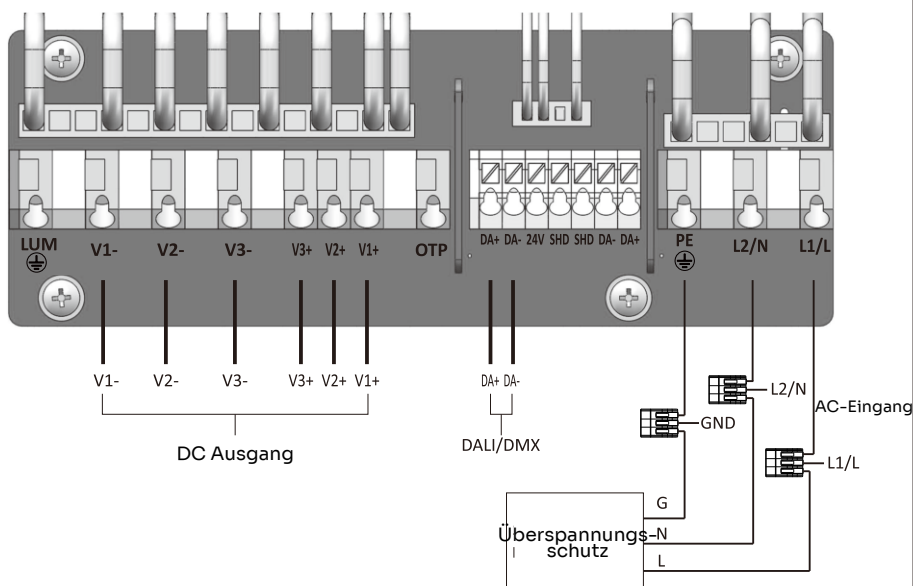 LUM V1- V2- V3- V3+ V2+ V1+ OTP
DA+ DA- 24V SHD SHD DA- DA+
PE L2/N L1/L
V1- V2- V3- V3+ V2+ V1+
DA+ DA-
DC Ausgang
DALI/DMX
L2/N
AC-Eingang
GND
L1/L
G
Überspannungs-
schutz
N
L